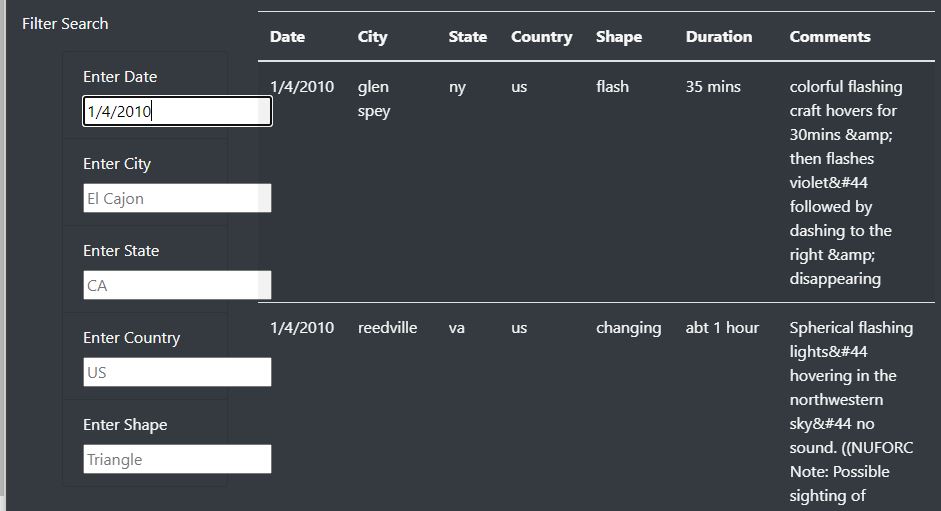 Filter Search
Enter Date
1/4/2010
Enter City
El Cajon
Enter State
CA
Enter Country
US
Enter Shape
Triangle
Date City State Country Shape Duration Comments
1/4/2010 glen ny us flash 35 mins colorful flashing
spey craft hovers for
30mins &amp;
then flashes
violet&#44
followed by
dashing to the
right &amp;
disappearing
1/4/2010 reedville va us changing abt 1 hour Spherical flashing
lights&#44
hovering in the
northwestern
sky&#44 no
sound. ((NUFORC
Note: Possible
sighting of